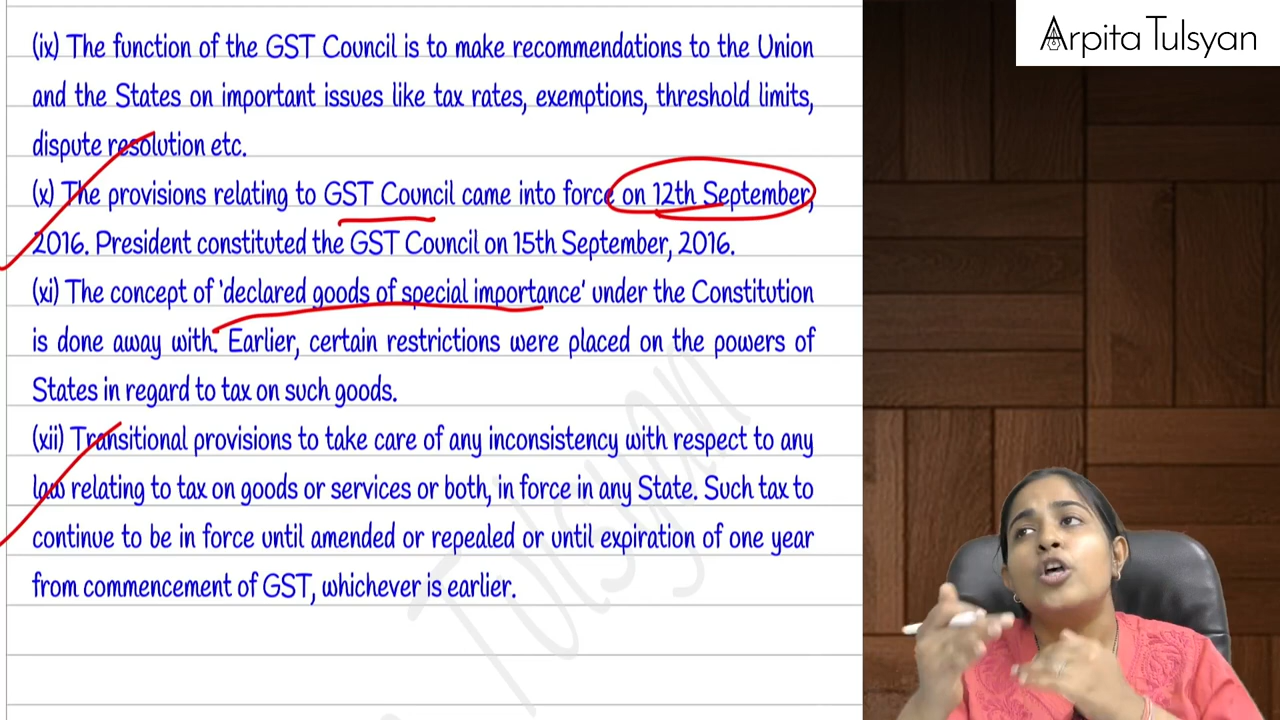 Arpita Tulsyan
(ix) The function of the GST Council is to make recommendations to the Union
and the States on important issues like tax rates, exemptions, threshold limits,
dispute resolution etc.
(x) The provisions relating to GST Council came into force on 12th September,
2016. President constituted the GST Council on 15th September, 2016.
(xi) The concept of 'declared goods of special importance' under the Constitution
is done away with. Earlier, certain restrictions were placed on the powers of
States in regard to tax on such goods.
(xii) Transitional provisions to take care of any inconsistency with respect to any
law relating to tax on goods or services or both, in force in any State. Such tax to
continue to be in force until amended or repealed or until expiration of one year
from commencement of GST, whichever is earlier.
Tulsyan